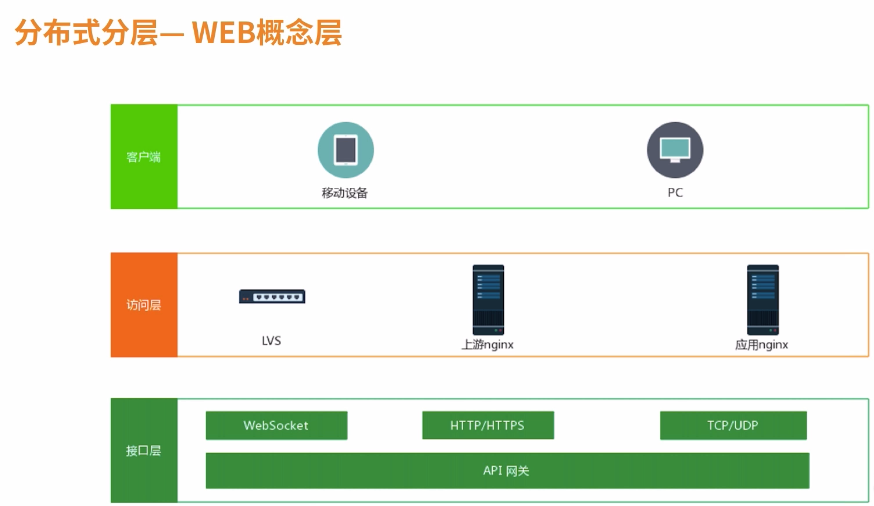 分布式分层— WEB概念层
客户端
移动设备
PC
访问层
LVS
上游nginx
应用nginx
接口层
WebSocket
HTTP/HTTPS
TCP/UDP
API 网关